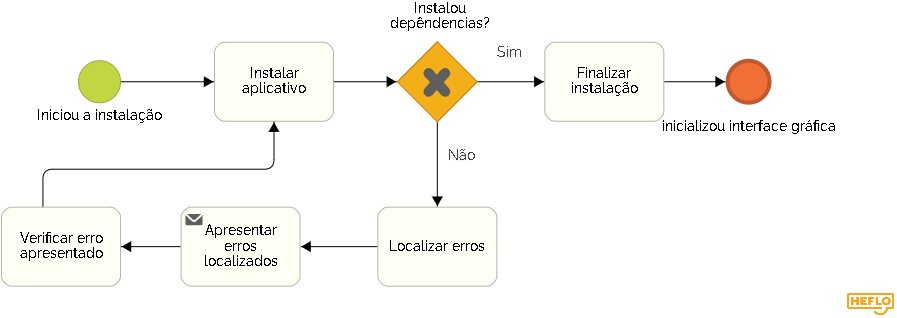 Instalou
depêndencias?
Sim
Instalar
aplicativo
Finalizar
instalação
Iniciou a instalação
inicializou interface gráfica
Não
Verificar erro
apresentado
Apresentar
erros
localizados
Localizar erros
HEFLO